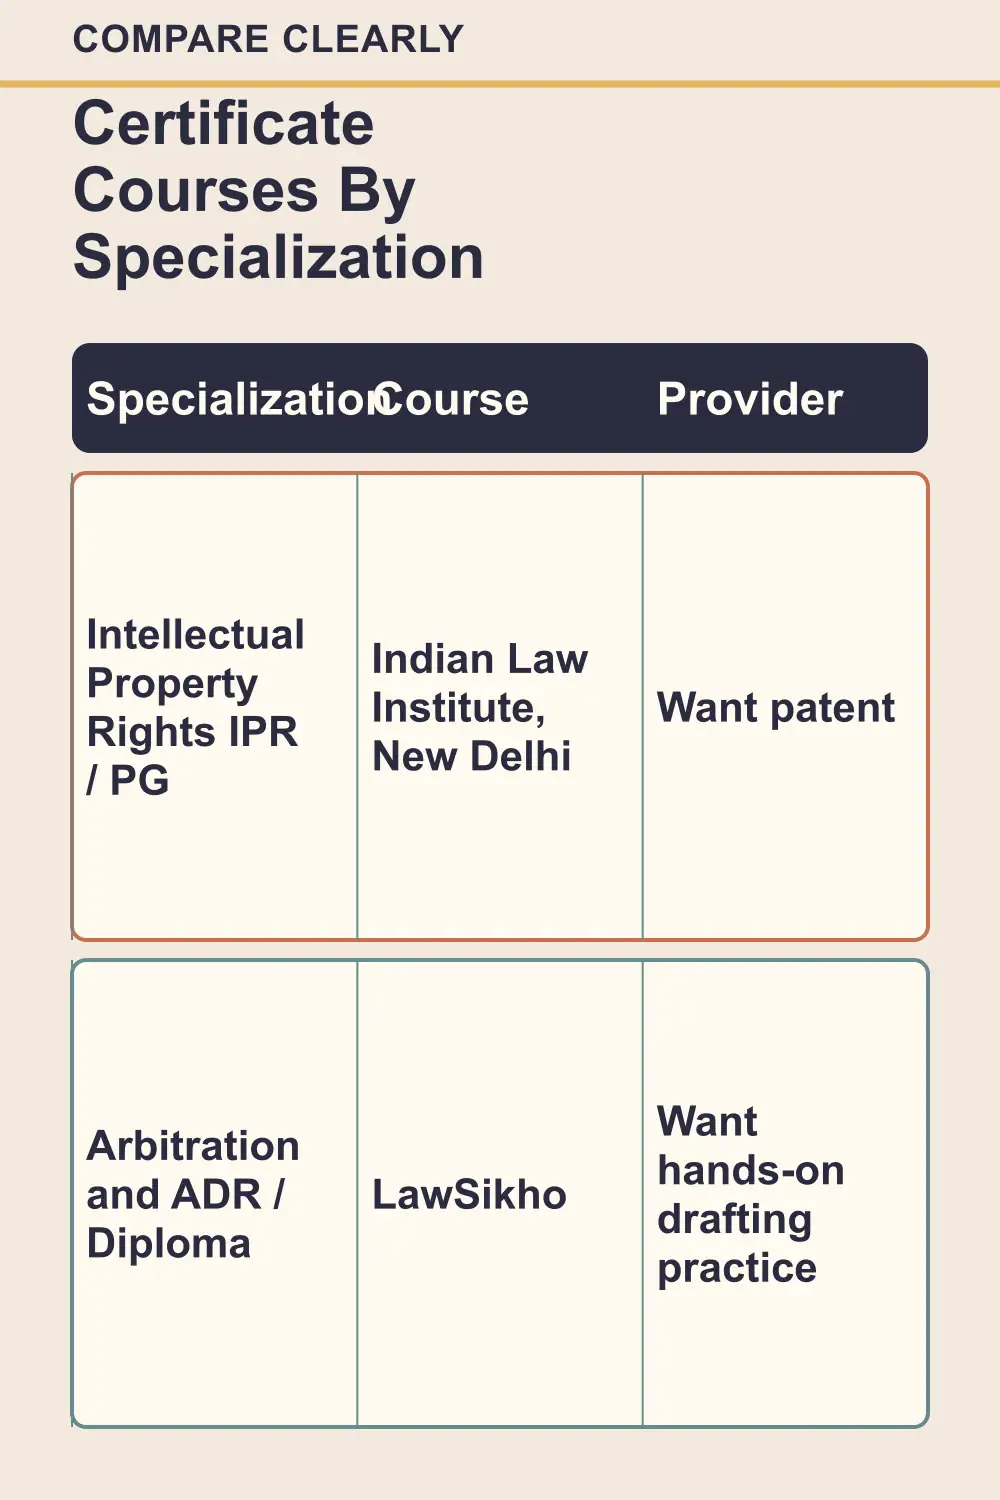 COMPARE CLEARLY
Certificate
Courses By
Specialization
Specialization Course Provider
Intellectual
Property
Rights IPR
/ PG
Indian Law
Institute,
New Delhi
Want patent
Arbitration
and ADR /
Diploma
LawSikho
Want
hands-on
drafting
practice